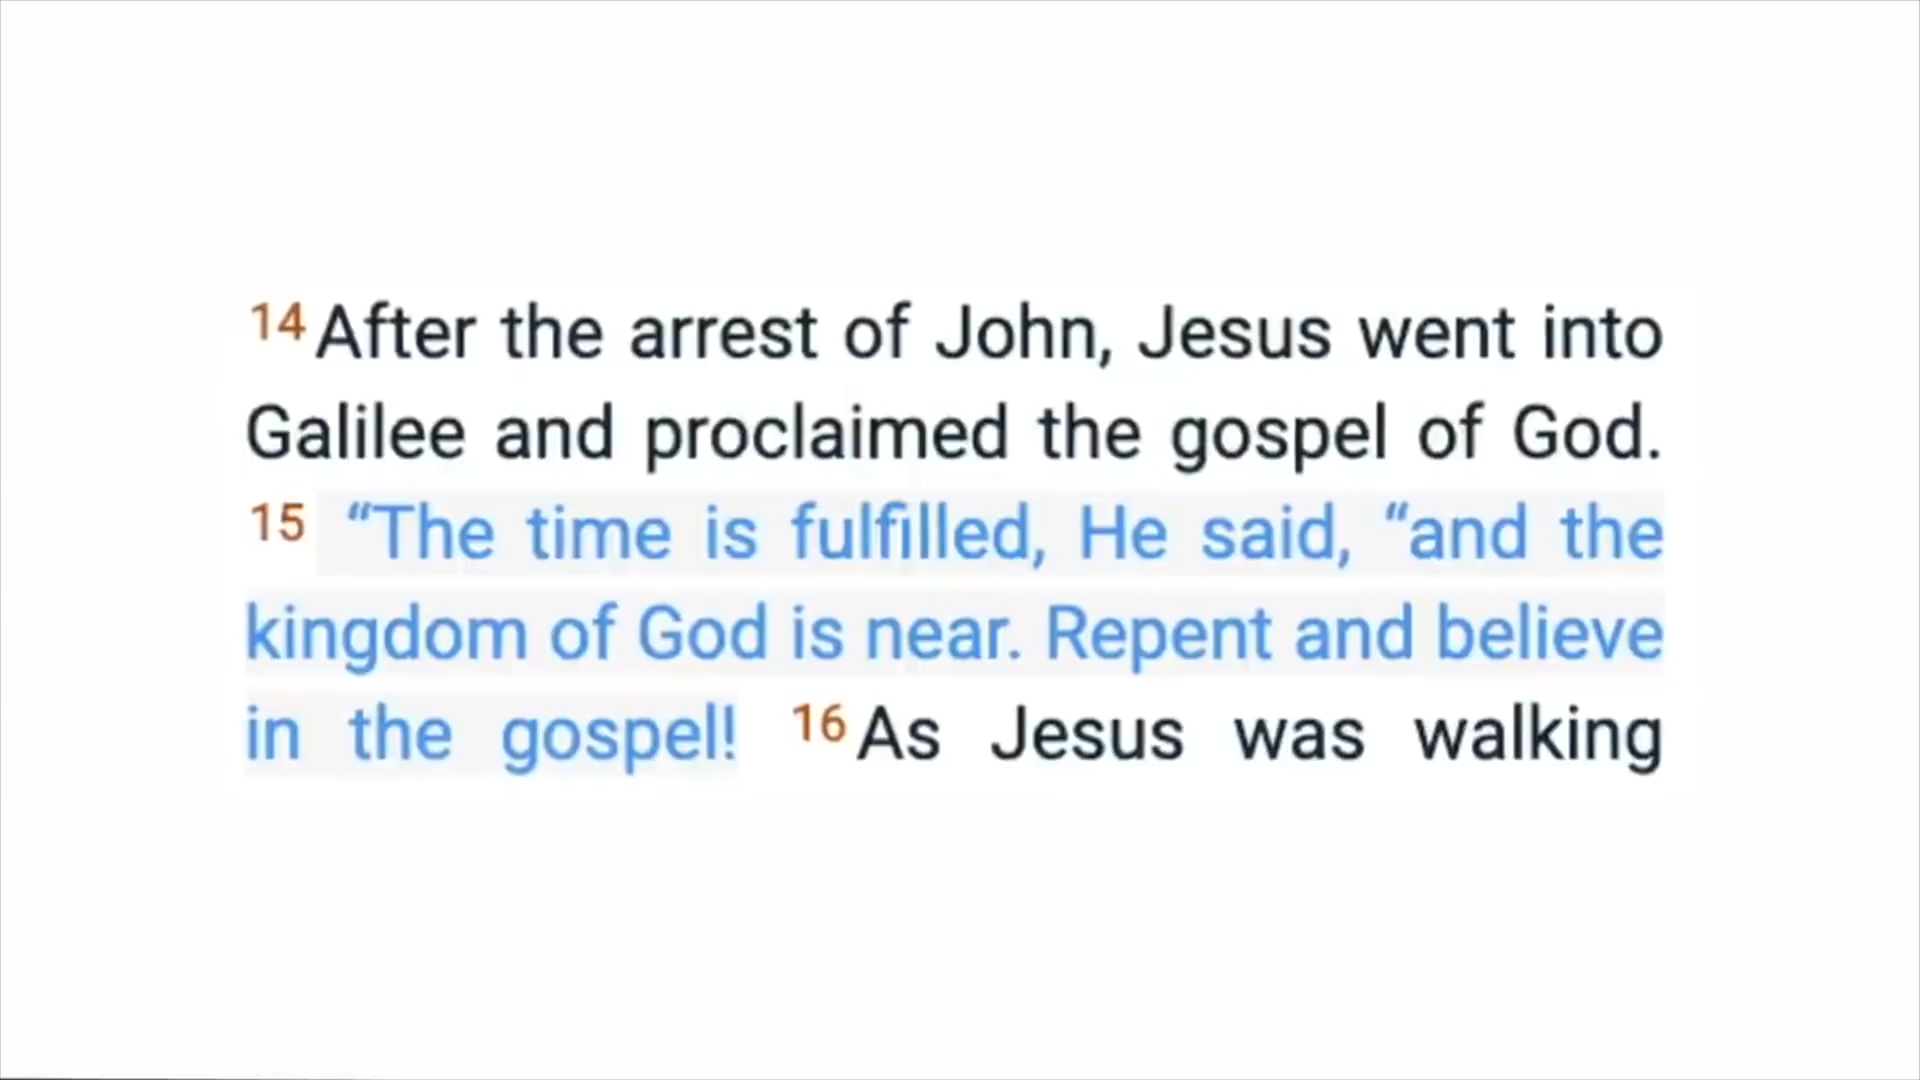 14 After the arrest of John, Jesus went into
Galilee and proclaimed the gospel of God.
15 “The time is fulfilled, He said, “and the
kingdom of God is near. Repent and believe
in the gospel! 16 As Jesus was walking